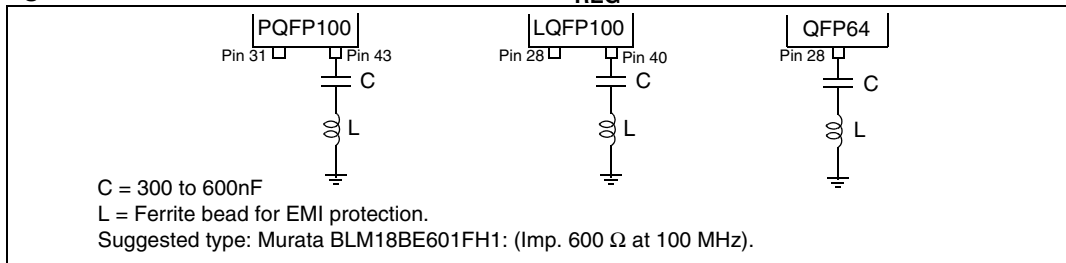 REG
PQFP100 LQFP100 QFP64
Pin 31 Pin 43 Pin 28 Pin 40 Pin 28
C C C
L L L
C = 300 to 600nF
L = Ferrite bead for EMI protection.
Suggested type: Murata BLM18BE601FH1: (Imp. 600 Ω at 100 MHz).